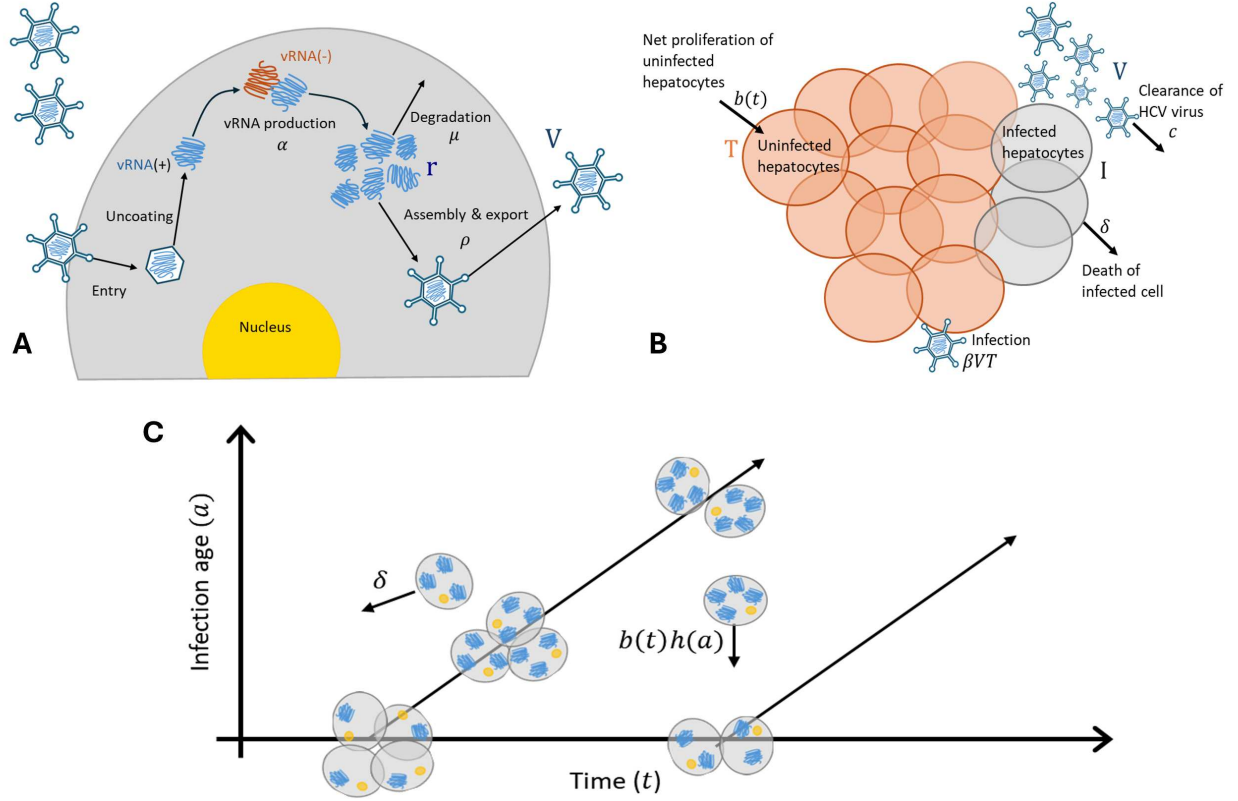 vRNA(-)
vRNA production
α
Degradation
μ
vRNA(+)
r
V
Uncoating
Assembly & export
ρ
Entry
Nucleus
A
Net proliferation of
uninfected
hepatocytes
b(t)
T
Uninfected
hepatocytes
V
Clearance of
HCV virus
c
Infected
hepatocytes
I
δ
Death of
infected cell
B
Infection
βVT
C
Infection age (a)
δ
b(t)h(a)
Time (t)